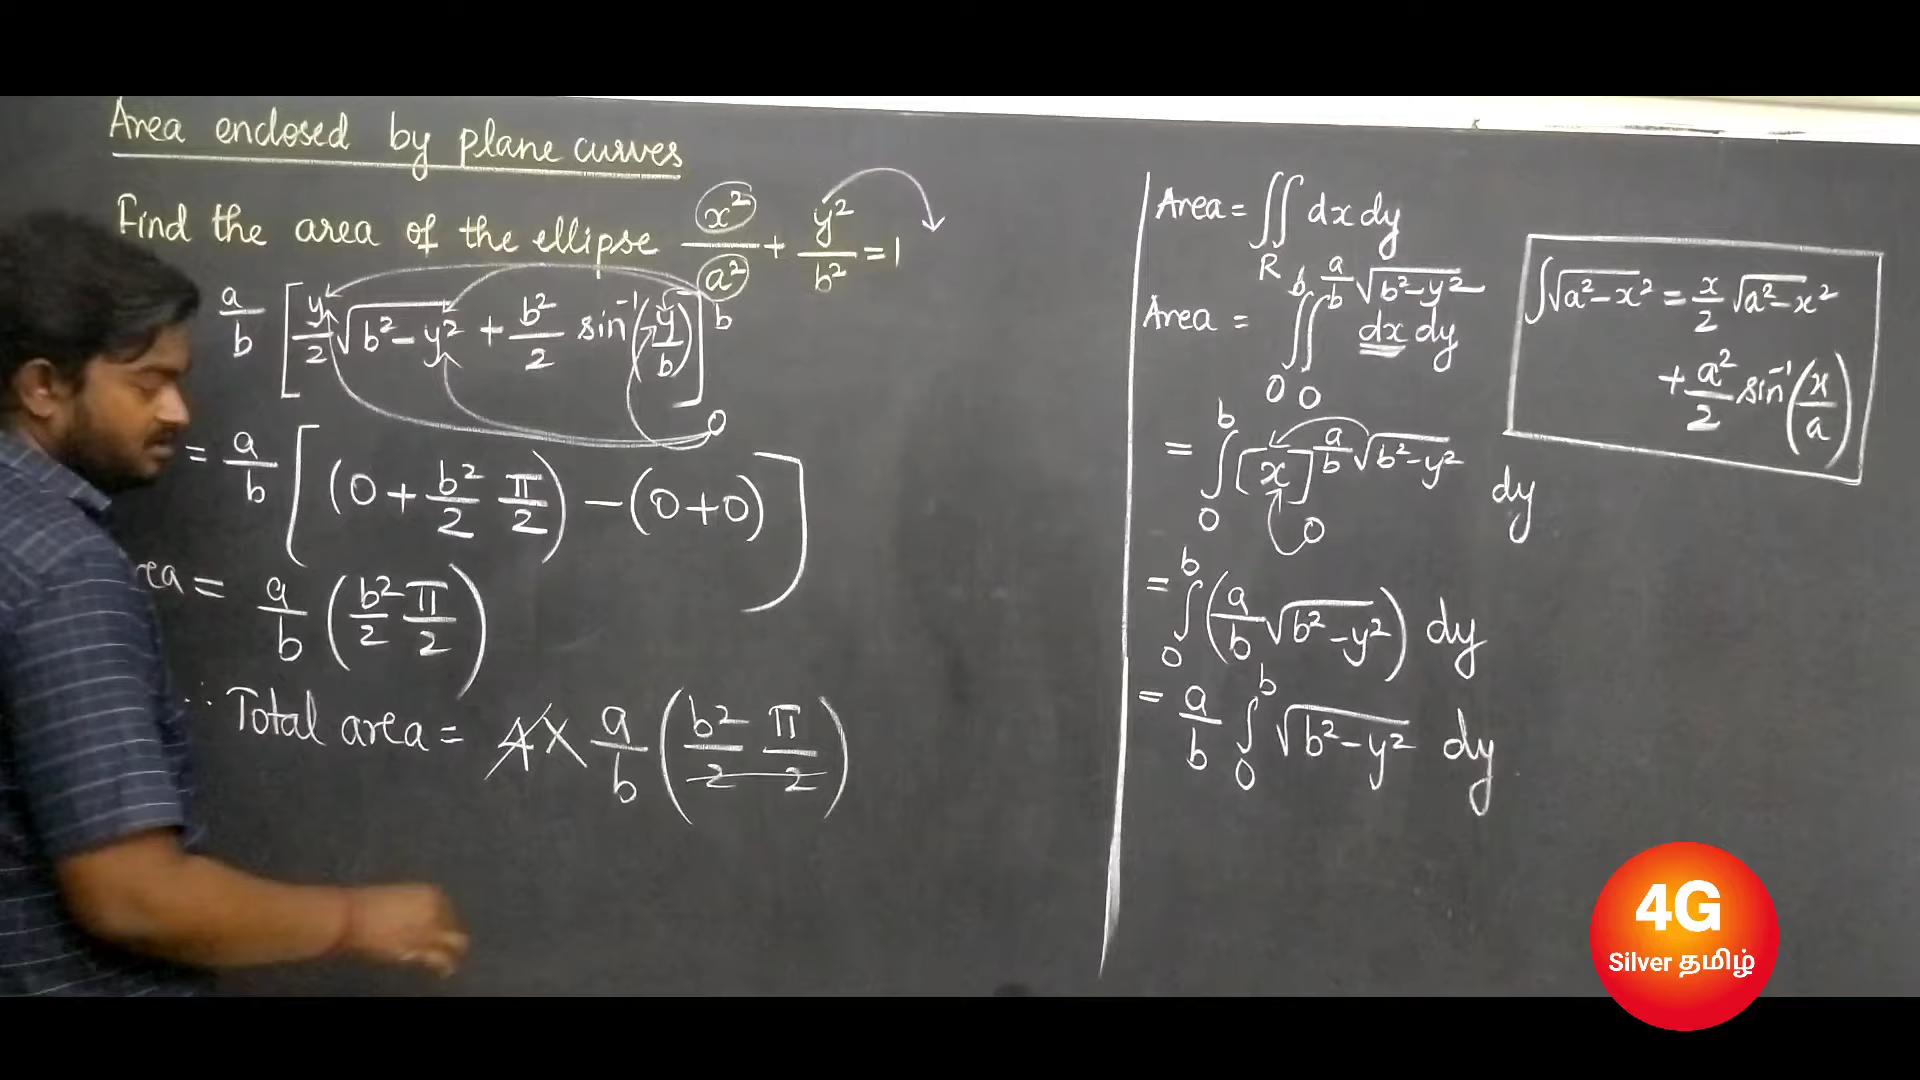 Area enclosed by plane curves
Find the area of the ellipse x²/a² + y²/b² = 1
a/b [ y/2 √b²-y² + b²/2 sin⁻¹(y/b) ] b 0
= a/b [ (0 + b²/2 π/2) - (0+0) ]
rea = a/b (b²/2 π/2)
∴ Total area = 4 × a/b (b²/2 π/2)
Area = ∬ dx dy
R
Area = ∫₀ᵇ ∫₀^(a/b √b²-y²) dx dy
= ∫₀ᵇ [x]₀^(a/b √b²-y²) dy
= ∫₀ᵇ (a/b √b²-y²) dy
= a/b ∫₀ᵇ √b²-y² dy
∫√a²-x² = x/2 √a²-x²
+ a²/2 sin⁻¹(x/a)
4G
Silver தமிழ்